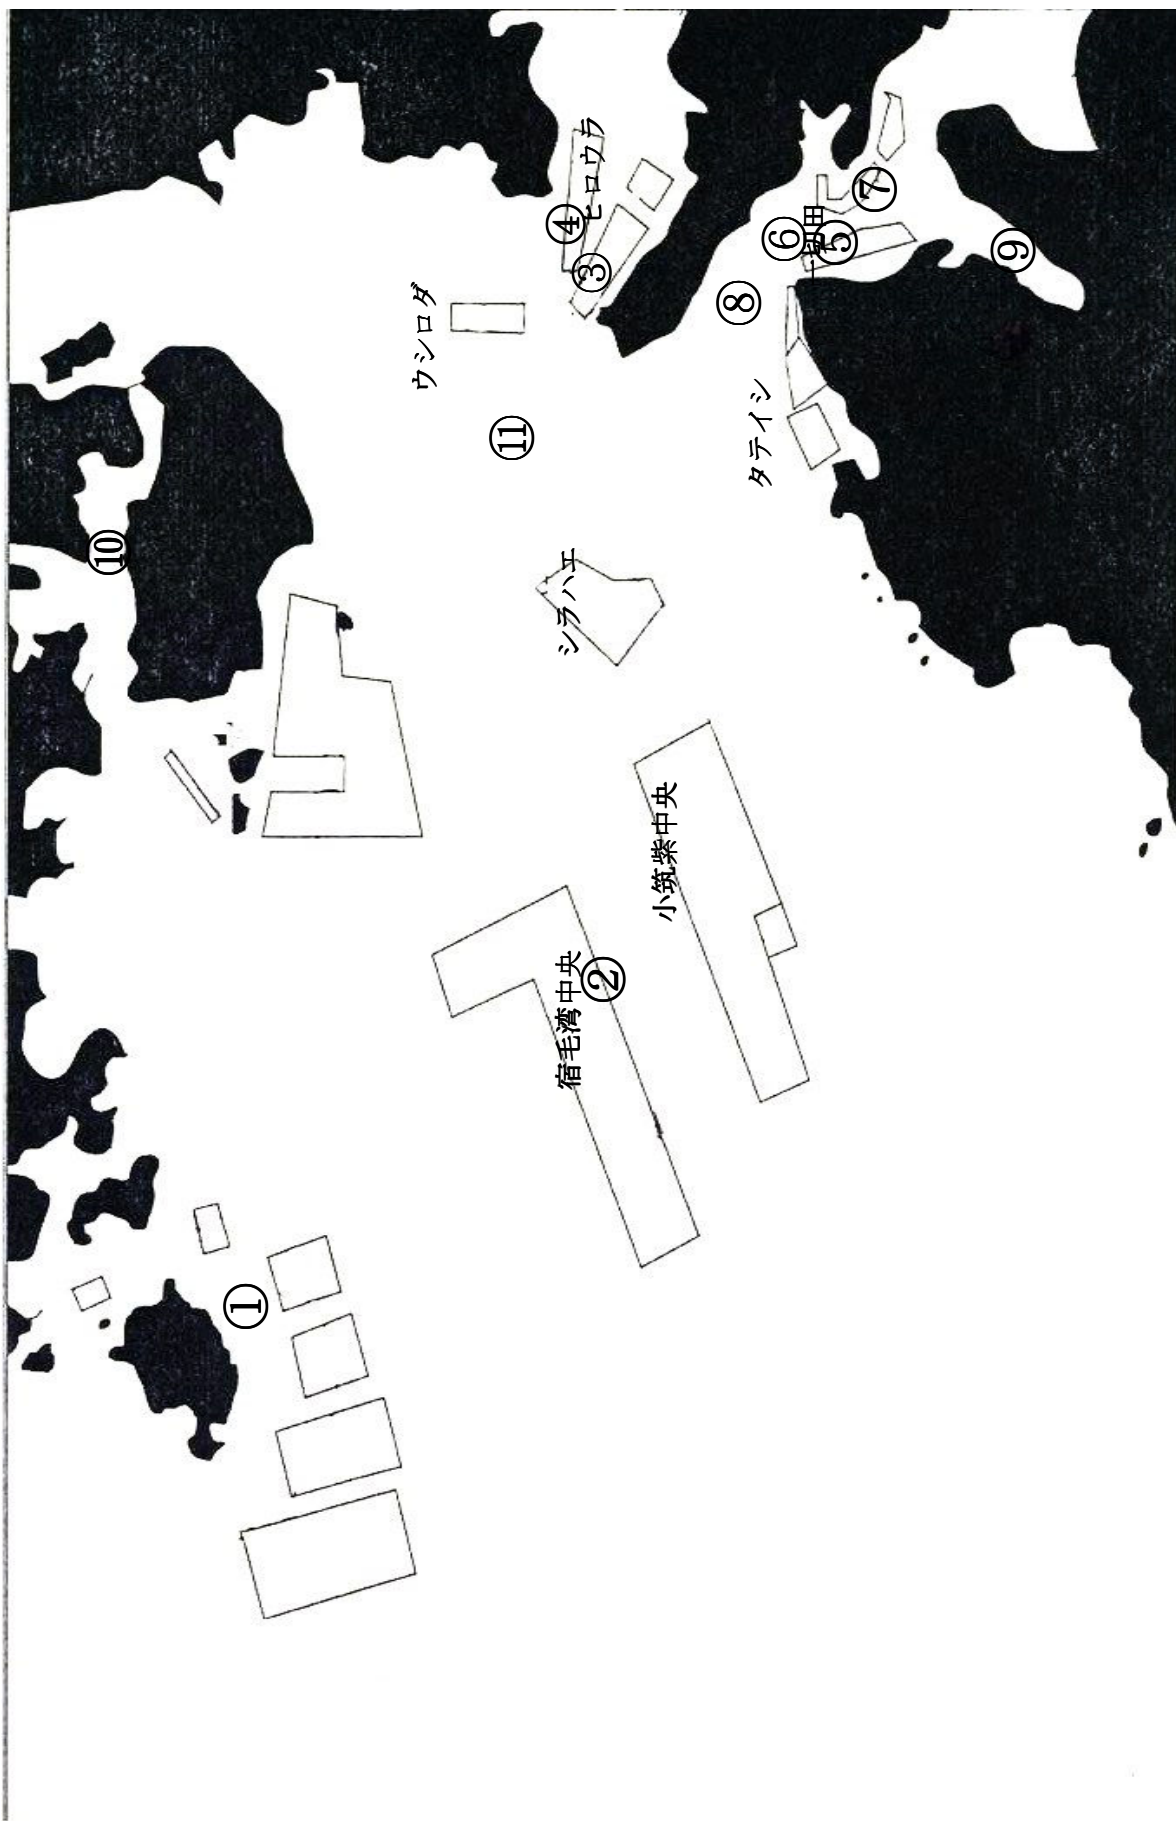 ①
宿毛湾中央
②
小筑紫中央
⑩
シラハエ
⑪
ウシロダ
タテイシ
④
ヒロウラ
③
⑧
⑥
⑤
⑦
⑨